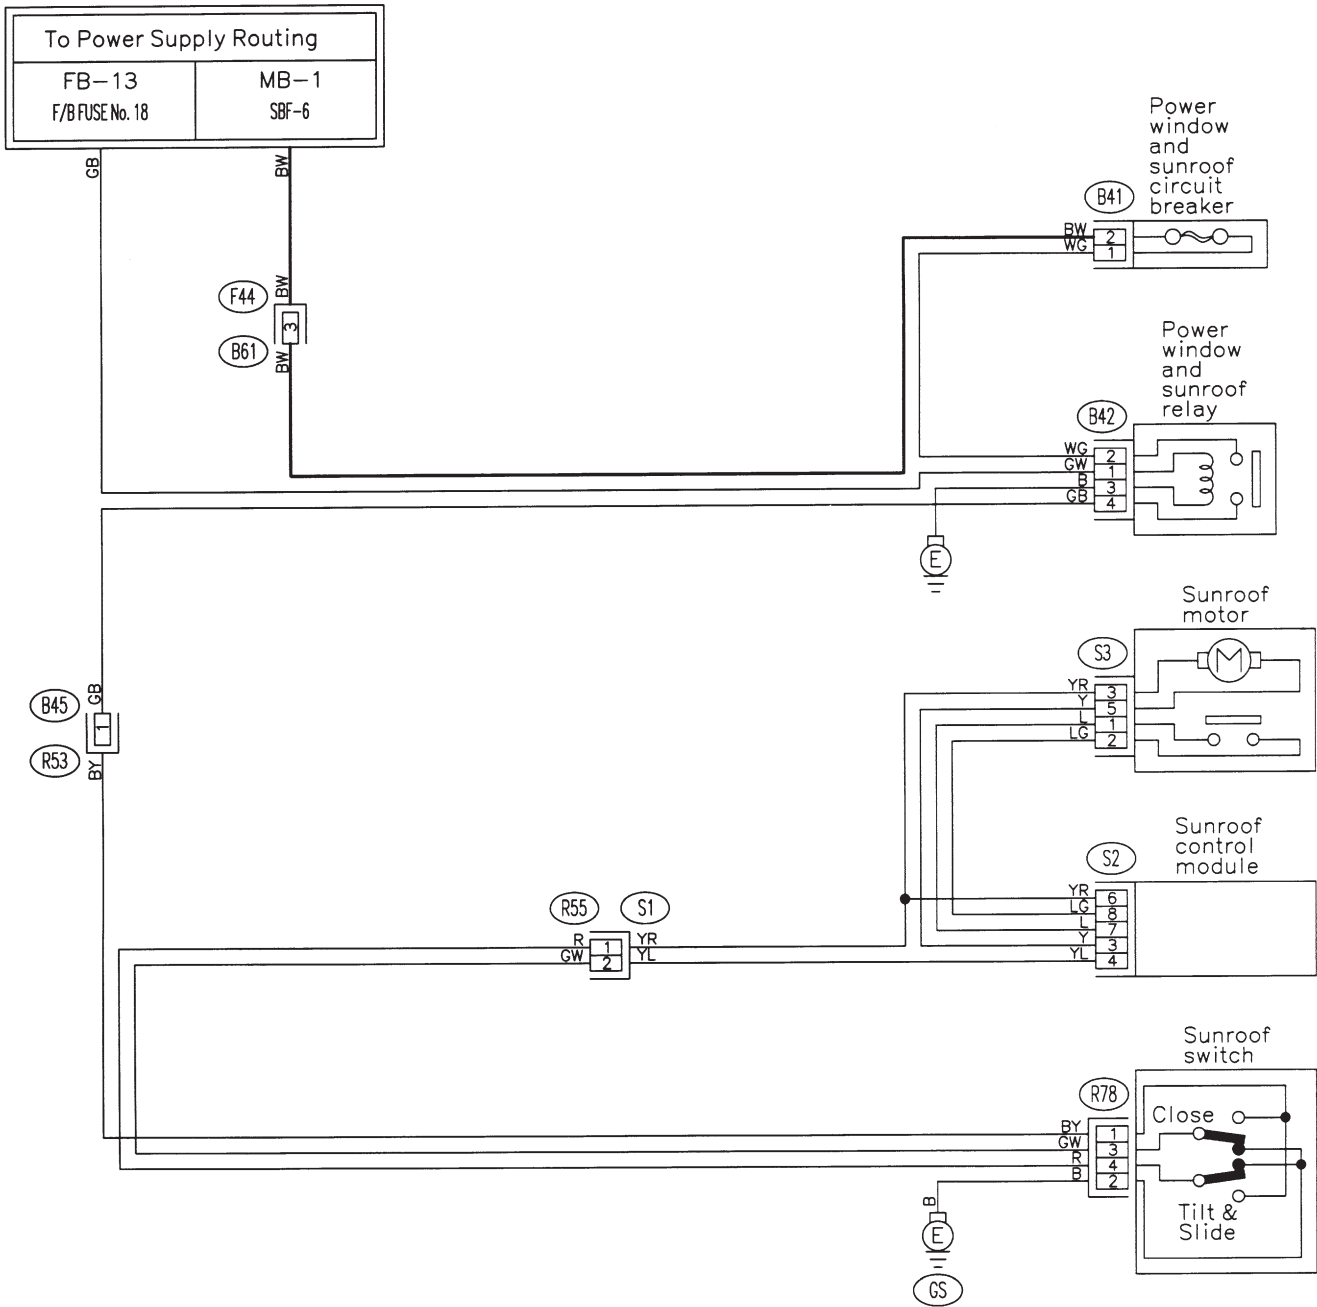 To Power Supply Routing
FB-13
MB-1
F/B FUSE No. 18
SBF-6
GB
BW
Power
window
and
sunroof
circuit
breaker
B41
BW
2
WG
1
F44
BW
3
B61
BW
Power
window
and
sunroof
relay
B42
WG
2
GW
1
B
3
GB
4
E
Sunroof
motor
S3
M
YR
3
Y
5
L
1
LG
2
B45
GB
1
R53
BY
Sunroof
control
module
S2
YR
6
LG
8
L
7
Y
3
YL
4
R55
S1
R
1
YR
GW
2
YL
Sunroof
switch
R78
Close
BY
1
GW
3
R
4
B
2
Tilt &
Slide
B
E
GS